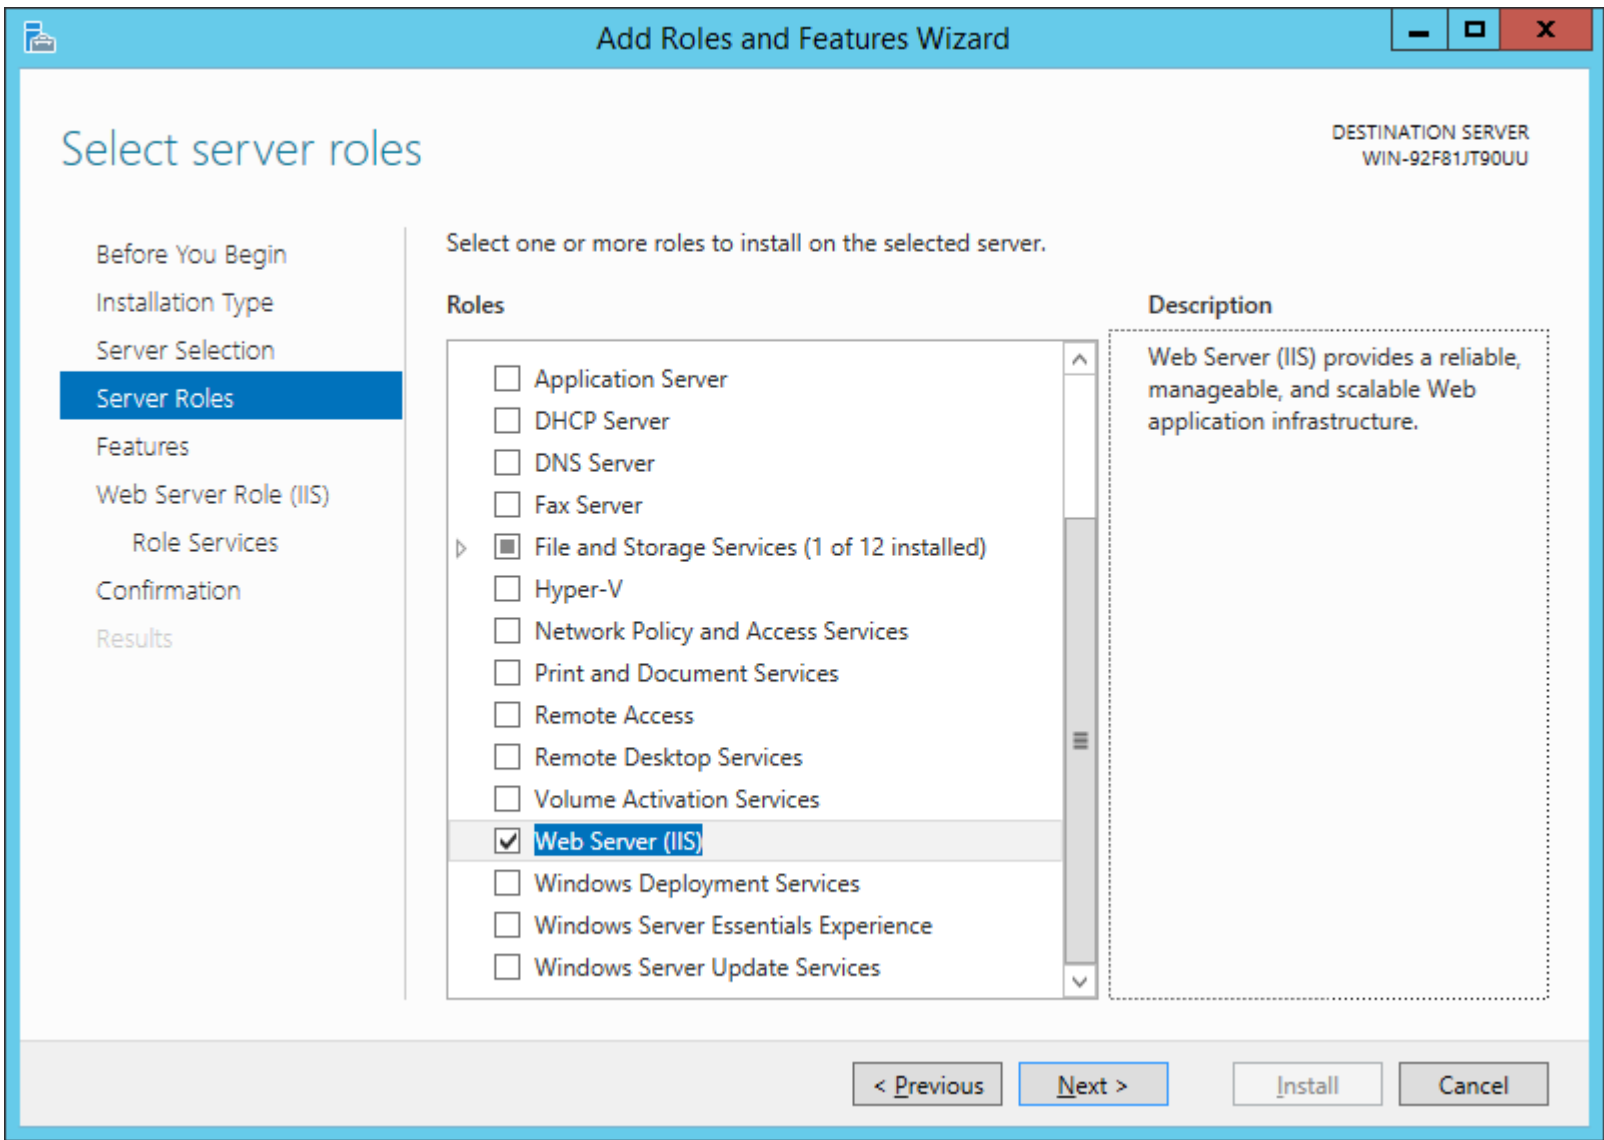 Add Roles and Features Wizard
Select server roles
DESTINATION SERVER
WIN-92F81JT90UU
Before You Begin
Installation Type
Server Selection
Server Roles
Features
Web Server Role (IIS)
Role Services
Confirmation
Results
Select one or more roles to install on the selected server.
Roles
Application Server
DHCP Server
DNS Server
Fax Server
File and Storage Services (1 of 12 installed)
Hyper-V
Network Policy and Access Services
Print and Document Services
Remote Access
Remote Desktop Services
Volume Activation Services
Web Server (IIS)
Windows Deployment Services
Windows Server Essentials Experience
Windows Server Update Services
Description
Web Server (IIS) provides a reliable,
manageable, and scalable Web
application infrastructure.
< Previous
Next >
Install
Cancel